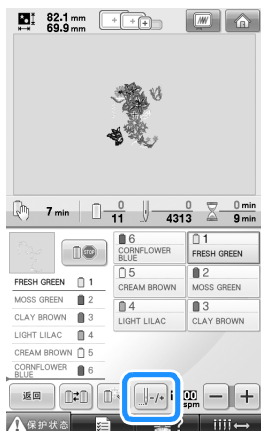 82.1 mm
69.9 mm
7 min
0
11
0
4313
0 min
9 min
6
CORNFLOWER
BLUE
1
FRESH GREEN
5
CREAM BROWN
2
MOSS GREEN
4
LIGHT LILAC
3
CLAY BROWN
STOP
FRESH GREEN 1
MOSS GREEN 2
CLAY BROWN 3
LIGHT LILAC 4
CREAM BROWN 5
CORNFLOWER
BLUE 6
返回
-/+
00
spm
- +
保护状态